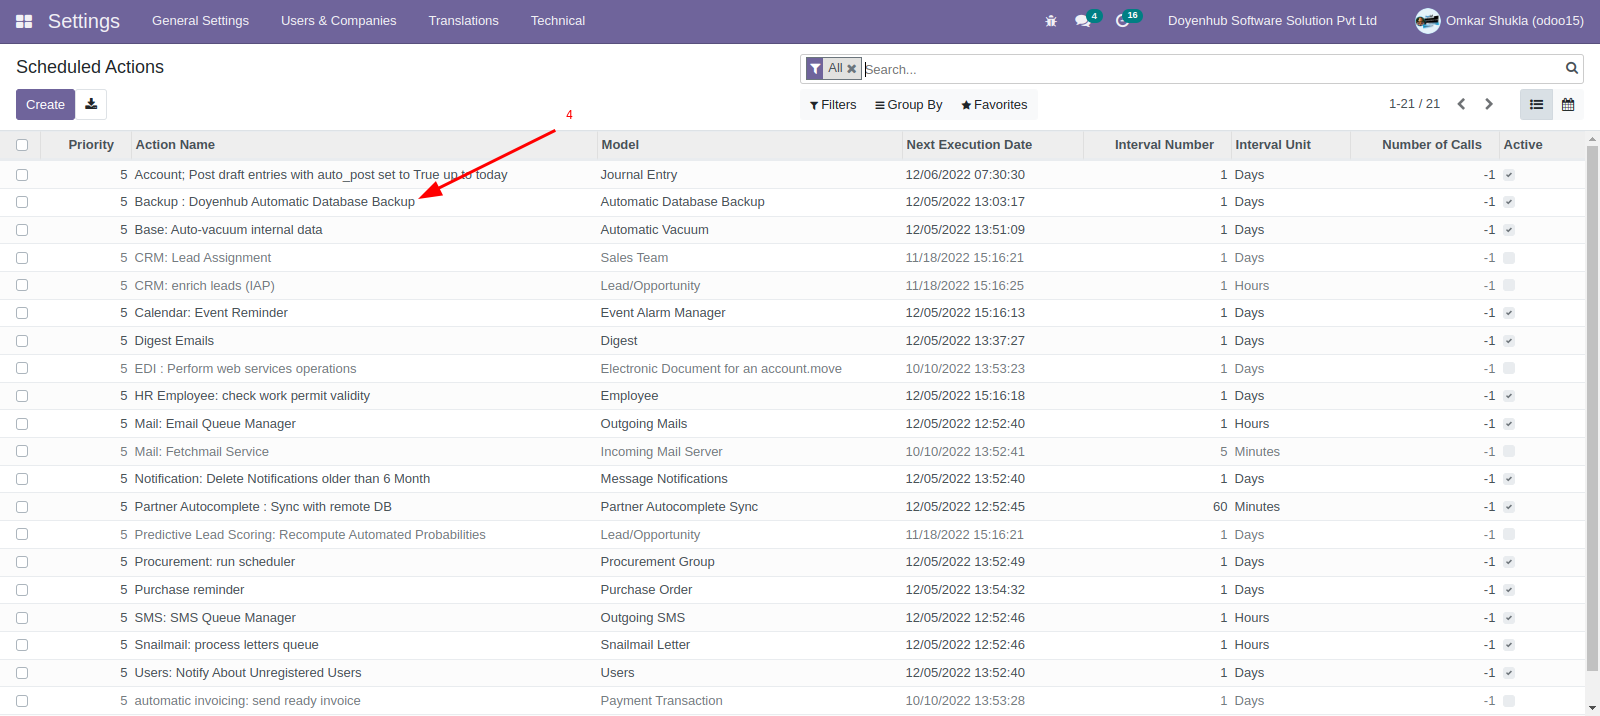 Settings General Settings Users & Companies Translations Technical 4 16 Doyenhub Software Solution Pvt Ltd Omkar Shukla (odoo15)
Scheduled Actions All Search...
Create Filters Group By Favorites 1-21 / 21
4
Priority Action Name Model Next Execution Date Interval Number Interval Unit Number of Calls Active
5 Account; Post draft entries with auto_post set to True up to today Journal Entry 12/06/2022 07:30:30 1 Days -1
5 Backup : Doyenhub Automatic Database Backup Automatic Database Backup 12/05/2022 13:03:17 1 Days -1
5 Base: Auto-vacuum internal data Automatic Vacuum 12/05/2022 13:51:09 1 Days -1
5 CRM: Lead Assignment Sales Team 11/18/2022 15:16:21 1 Days -1
5 CRM: enrich leads (IAP) Lead/Opportunity 11/18/2022 15:16:25 1 Hours -1
5 Calendar: Event Reminder Event Alarm Manager 12/05/2022 15:16:13 1 Days -1
5 Digest Emails Digest 12/05/2022 13:37:27 1 Days -1
5 EDI : Perform web services operations Electronic Document for an account.move 10/10/2022 13:53:23 1 Days -1
5 HR Employee: check work permit validity Employee 12/05/2022 15:16:18 1 Days -1
5 Mail: Email Queue Manager Outgoing Mails 12/05/2022 12:52:40 1 Hours -1
5 Mail: Fetchmail Service Incoming Mail Server 10/10/2022 13:52:41 5 Minutes -1
5 Notification: Delete Notifications older than 6 Month Message Notifications 12/05/2022 13:52:40 1 Days -1
5 Partner Autocomplete : Sync with remote DB Partner Autocomplete Sync 12/05/2022 12:52:45 60 Minutes -1
5 Predictive Lead Scoring: Recompute Automated Probabilities Lead/Opportunity 11/18/2022 15:16:21 1 Days -1
5 Procurement: run scheduler Procurement Group 12/05/2022 13:52:49 1 Days -1
5 Purchase reminder Purchase Order 12/05/2022 13:54:32 1 Days -1
5 SMS: SMS Queue Manager Outgoing SMS 12/05/2022 12:52:46 1 Hours -1
5 Snailmail: process letters queue Snailmail Letter 12/05/2022 12:52:46 1 Hours -1
5 Users: Notify About Unregistered Users Users 12/05/2022 13:52:40 1 Days -1
5 automatic invoicing: send ready invoice Payment Transaction 10/10/2022 13:53:28 1 Days -1